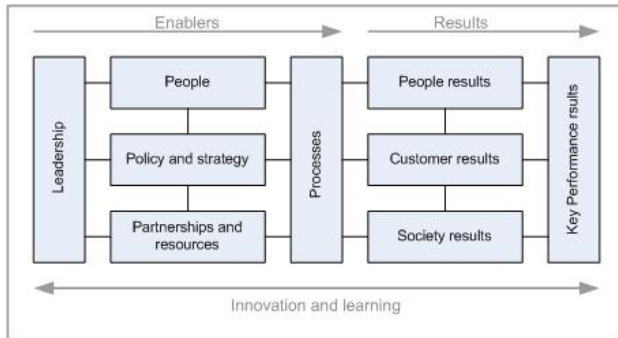 Enablers
Results
Leadership
People
Policy and strategy
Partnerships and
resources
Processes
People results
Customer results
Society results
Key Performance rsults
Innovation and learning